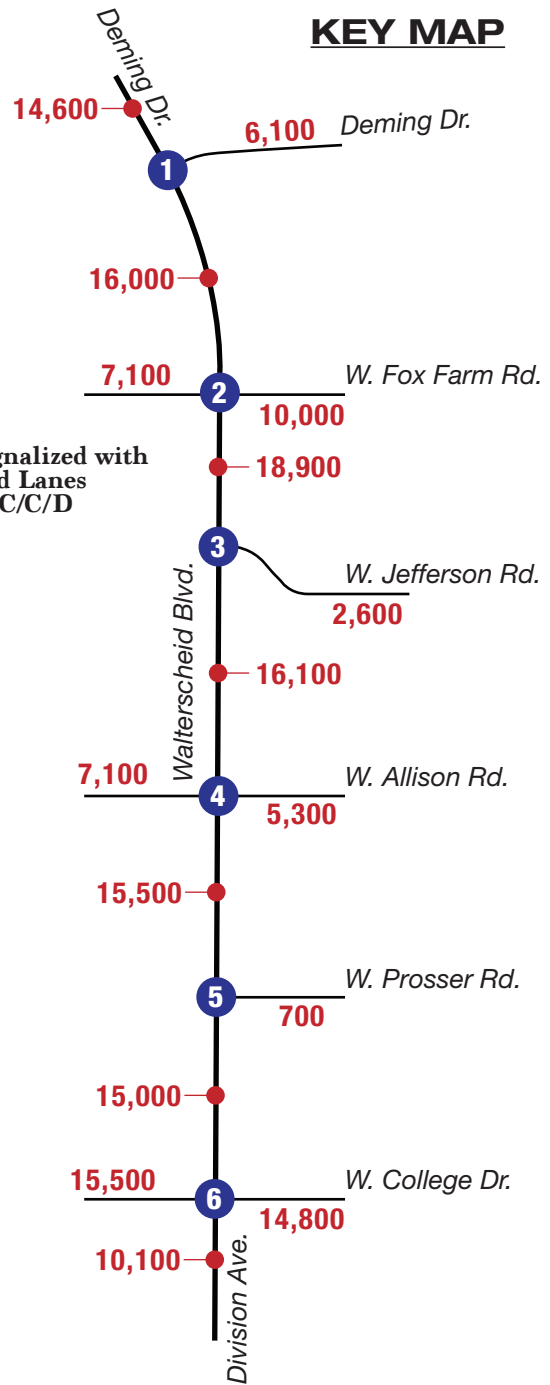 KEY MAP
Deming Dr.
14,600
6,100
Deming Dr.
1
16,000
7,100
W. Fox Farm Rd.
2
10,000
gnalized with
d Lanes
C/C/D
18,900
3
W. Jefferson Rd.
2,600
Walterscheid Blvd.
16,100
7,100
W. Allison Rd.
4
5,300
15,500
W. Prosser Rd.
5
700
15,000
15,500
W. College Dr.
6
14,800
10,100
Division Ave.